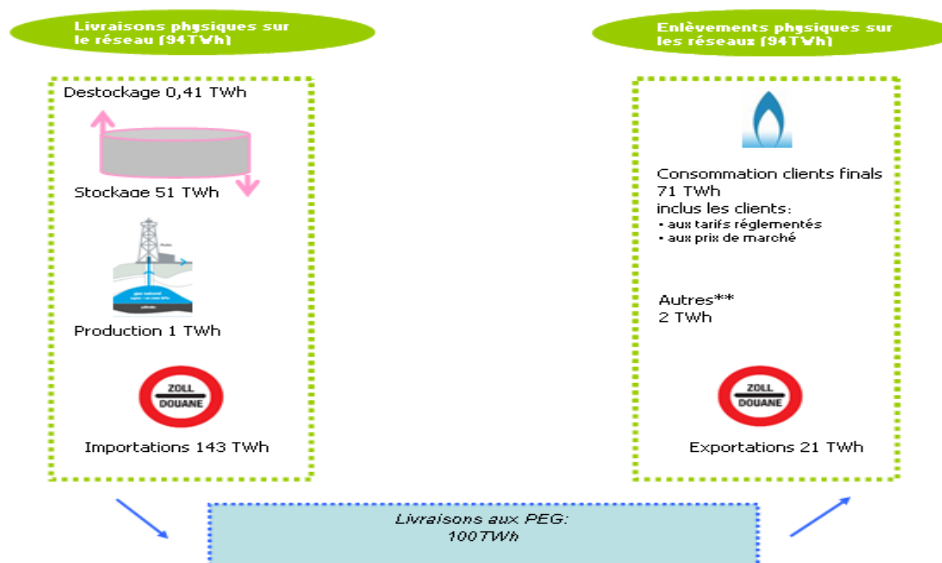 Livraisons physiques sur
le réseau (94TWh)
Destockage 0,41 TWh
Stockage 51 TWh
Production 1 TWh
ZOLL
DOUANE
Importations 143 TWh
Enlèvements physiques sur
les réseaux (94TWh)
Consommation clients finals
71 TWh
inclus les clients:
• aux tarifs réglementés
• aux prix de marché
Autres**
2 TWh
ZOLL
DOUANE
Exportations 21 TWh
Livraisons aux PEG:
100TWh